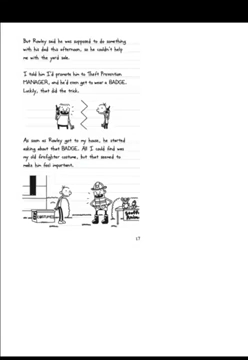 But Rowley said he was supposed to do something
with his dad this afternoon, so he couldn't help
me with the yard sale.
I told him I'd promote him to Theft Prevention
MANAGER, and he'd even get to wear a BADGE.
Luckily, that did the trick.
As soon as Rowley got to my house, he started
asking about that BADGE. All I could find was
my old firefighter costume, but that seemed to
make him feel important.
17